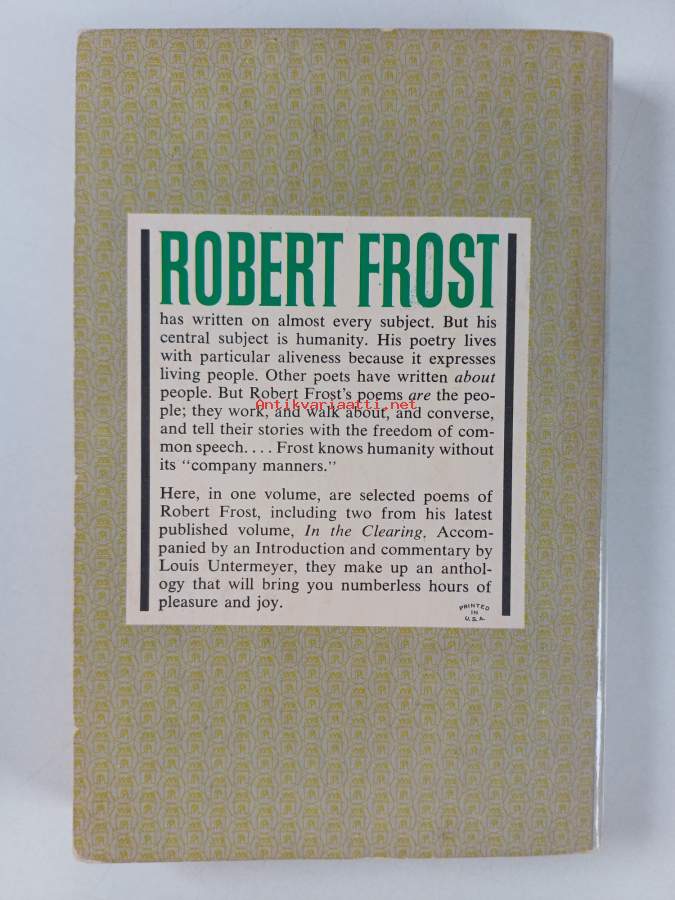 ROBERT FROST
has written on almost every subject. But his
central subject is humanity. His poetry lives
with particular aliveness because it expresses
living people. Other poets have written about
people. But Robert Frost's poems are the peo-
ple; they work, and walk about, and converse,
Antikvariaatti.net
and tell their stories with the freedom of com-
mon speech.... Frost knows humanity without
its "company manners."
Here, in one volume, are selected poems of
Robert Frost, including two from his latest
published volume, In the Clearing. Accom-
panied by an Introduction and commentary by
Louis Untermeyer, they make up an anthol-
ogy that will bring you numberless hours of
pleasure and joy.
PRINTED
IN
U.S.A.